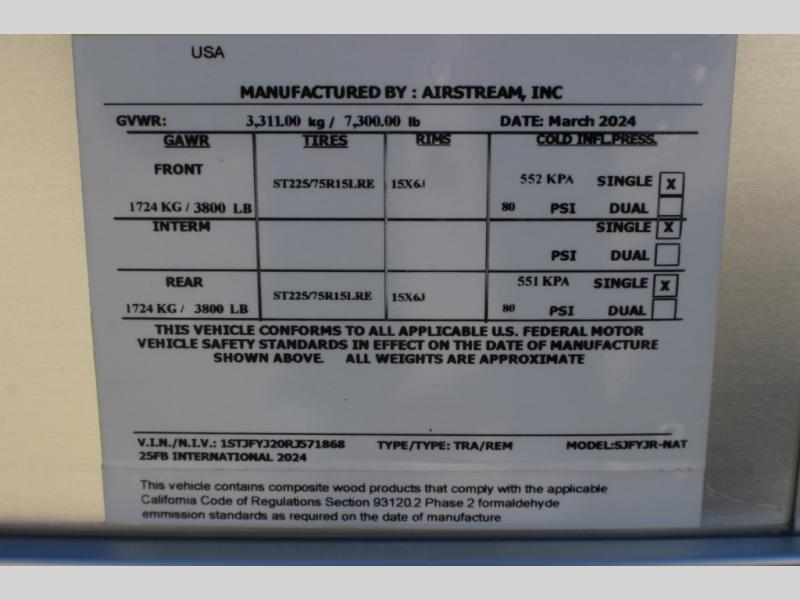 USA
MANUFACTURED BY : AIRSTREAM, INC
GVWR: 3,311.00 kg / 7,300.00 lb DATE: March 2024
GAWR TIRES RIMS COLD INFL.PRESS.
FRONT ST225/75R15LRE 15X6J 552 KPA SINGLE X
1724 KG / 3800 LB 80 PSI DUAL
INTERM SINGLE X
PSI DUAL
REAR ST225/75R15LRE 15X6J 551 KPA SINGLE X
1724 KG / 3800 LB 80 PSI DUAL
THIS VEHICLE CONFORMS TO ALL APPLICABLE U.S. FEDERAL MOTOR
VEHICLE SAFETY STANDARDS IN EFFECT ON THE DATE OF MANUFACTURE
SHOWN ABOVE. ALL WEIGHTS ARE APPROXIMATE
V.I.N./N.I.V.: 1STJFYJ20RJ571868 TYPE/TYPE: TRA/REM MODEL:SJFYJR-NAT
25FB INTERNATIONAL 2024
This vehicle contains composite wood products that comply with the applicable
California Code of Regulations Section 93120.2 Phase 2 formaldehyde
emmission standards as required on the date of manufacture